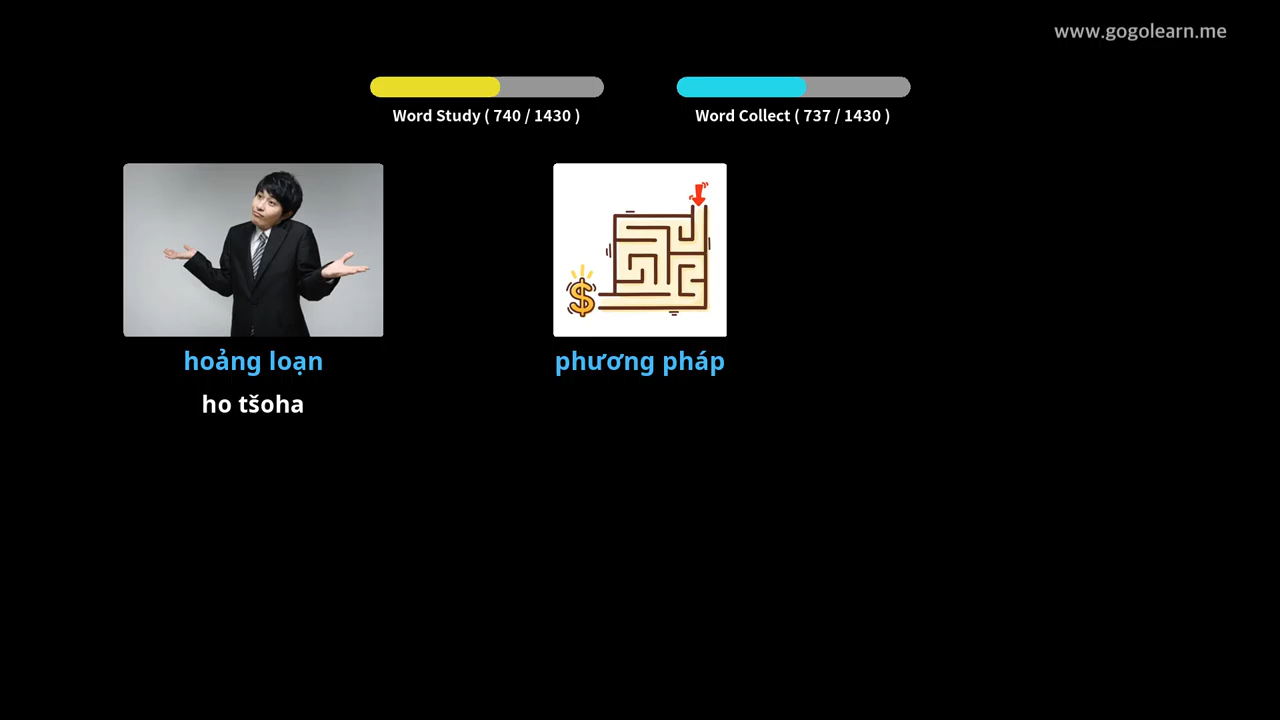 www.gogolearn.me
Word Study ( 740 / 1430 )
Word Collect ( 737 / 1430 )
hoảng loạn
phương pháp
ho tšoha
$